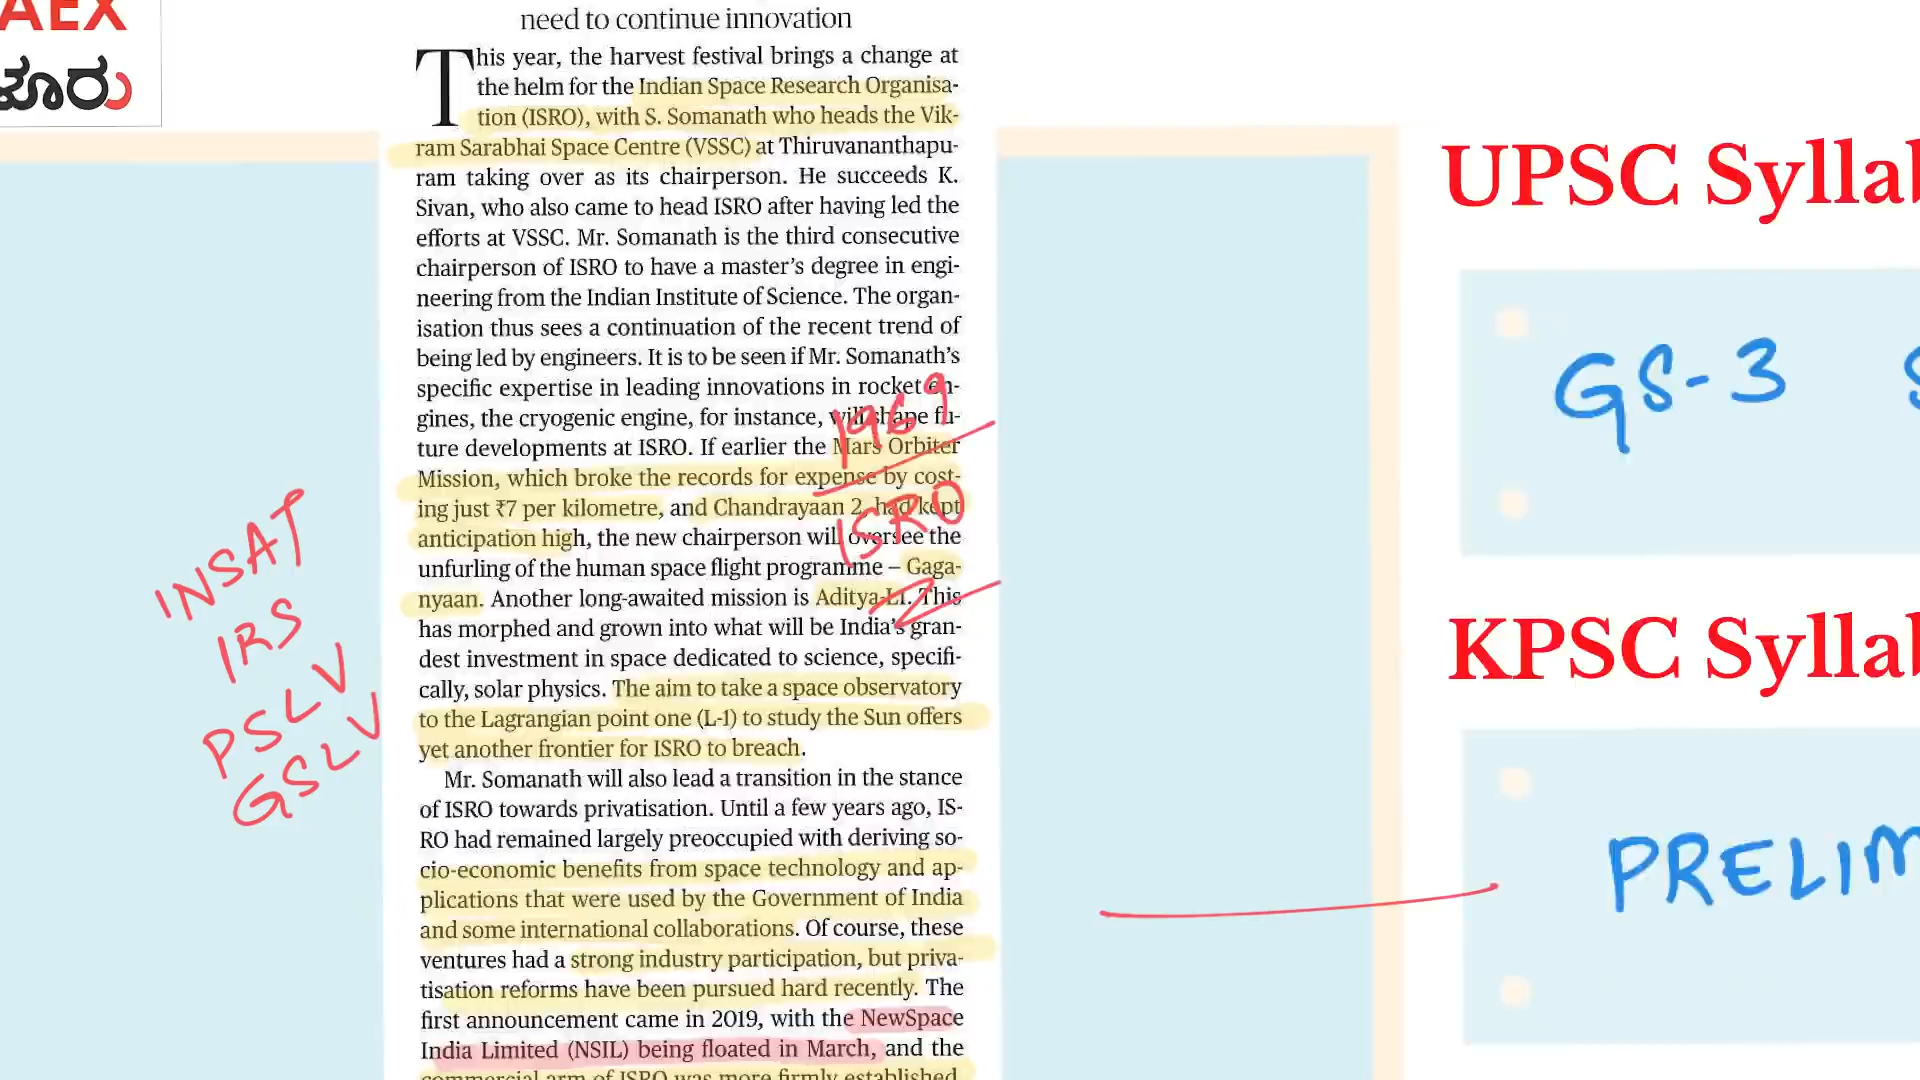 AEX
ಸೂರು
need to continue innovation
This year, the harvest festival brings a change at
the helm for the Indian Space Research Organisa-
tion (ISRO), with S. Somanath who heads the Vik-
ram Sarabhai Space Centre (VSSC) at Thiruvananthapu-
ram taking over as its chairperson. He succeeds K.
Sivan, who also came to head ISRO after having led the
efforts at VSSC. Mr. Somanath is the third consecutive
chairperson of ISRO to have a master's degree in engi-
neering from the Indian Institute of Science. The organ-
isation thus sees a continuation of the recent trend of
being led by engineers. It is to be seen if Mr. Somanath's
specific expertise in leading innovations in rocket en-
gines, the cryogenic engine, for instance, will shape fu-
ture developments at ISRO. If earlier the Mars Orbiter
Mission, which broke the records for expense by cost-
ing just ₹7 per kilometre, and Chandrayaan 2, had kept
anticipation high, the new chairperson will oversee the
unfurling of the human space flight programme – Gaga-
nyaan. Another long-awaited mission is Aditya-L1. This
has morphed and grown into what will be India's gran-
dest investment in space dedicated to science, specifi-
cally, solar physics. The aim to take a space observatory
to the Lagrangian point one (L-1) to study the Sun offers
yet another frontier for ISRO to breach.
Mr. Somanath will also lead a transition in the stance
of ISRO towards privatisation. Until a few years ago, IS-
RO had remained largely preoccupied with deriving so-
cio-economic benefits from space technology and ap-
plications that were used by the Government of India
and some international collaborations. Of course, these
ventures had a strong industry participation, but priva-
tisation reforms have been pursued hard recently. The
first announcement came in 2019, with the NewSpace
India Limited (NSIL) being floated in March, and the
commercial arm of ISRO was more firmly established.
1969
ISRO
INSAT
IRS
PSLV
GSLV
UPSC Syllab
GS-3 S
KPSC Syllab
PRELIM